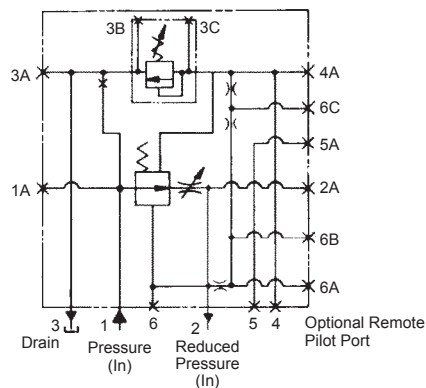 3B 3C
3A 4A
6C
5A
1A 2A
6B
6A
3 1 6 2 5 4 Optional Remote
Pilot Port
Drain Pressure Reduced
(In) Pressure
(In)